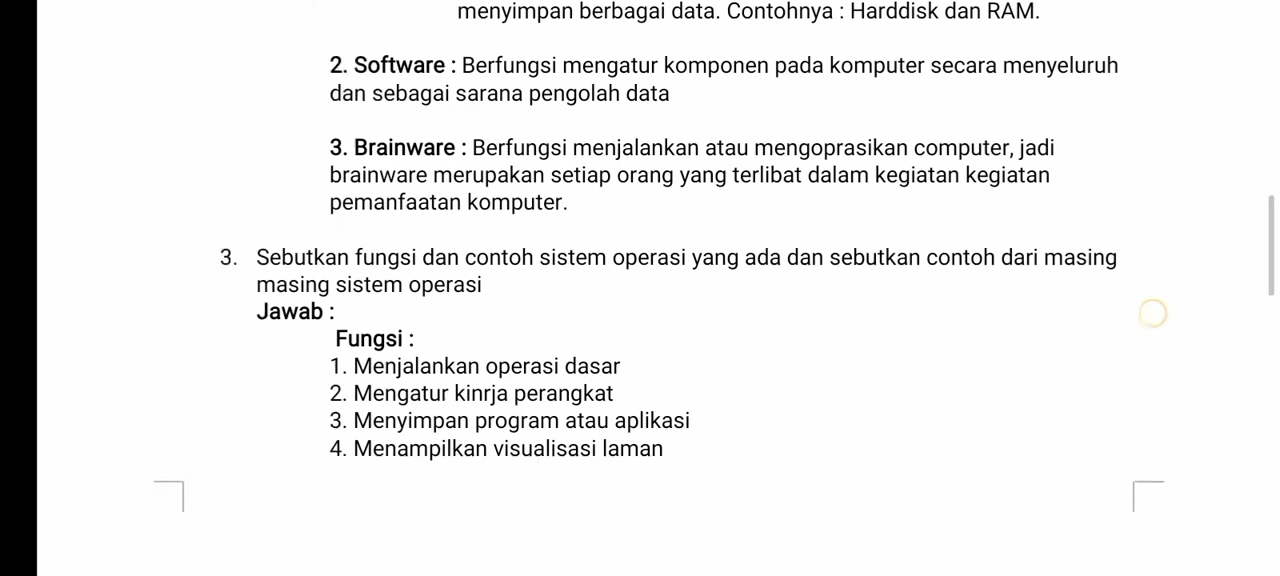 menyimpan berbagai data. Contohnya : Harddisk dan RAM.
2. Software : Berfungsi mengatur komponen pada komputer secara menyeluruh
dan sebagai sarana pengolah data
3. Brainware : Berfungsi menjalankan atau mengoprasikan computer, jadi
brainware merupakan setiap orang yang terlibat dalam kegiatan kegiatan
pemanfaatan komputer.
3. Sebutkan fungsi dan contoh sistem operasi yang ada dan sebutkan contoh dari masing
masing sistem operasi
Jawab :
Fungsi :
1. Menjalankan operasi dasar
2. Mengatur kinrja perangkat
3. Menyimpan program atau aplikasi
4. Menampilkan visualisasi laman